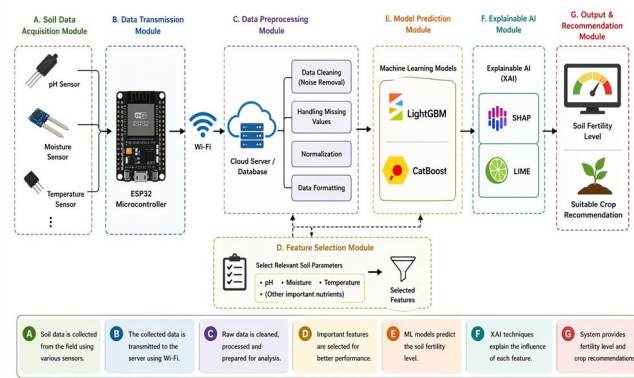 A. Soil Data
Acquisition Module
pH Sensor
Moisture
Sensor
Temperature
Sensor
B. Data Transmission
Module
ESP32
ESP32
Microcontroller
Wi-Fi
C. Data Preprocessing
Module
Cloud Server /
Database
Data Cleaning
(Noise Removal)
Handling Missing
Values
Normalization
Data Formatting
D. Feature Selection Module
Select Relevant Soil Parameters
• pH • Moisture • Temperature
• (Other important nutrients)
Selected
Features
E. Model Prediction
Module
Machine Learning Models
LightGBM
CatBoost
F. Explainable AI
Module
Explainable AI
(XAI)
SHAP
LIME
G. Output &
Recommendation
Module
Soil Fertility
Level
Suitable Crop
Recommendation
A Soil data is collected
from the field using
various sensors.
B The collected data is
transmitted to the
server using Wi-Fi.
C Raw data is cleaned,
processed and
prepared for analysis.
D Important features
are selected for
better performance.
E ML models predict
the soil fertility
level.
F XAI techniques
explain the influence
of each feature.
G System provides
fertility level and
crop recommendations